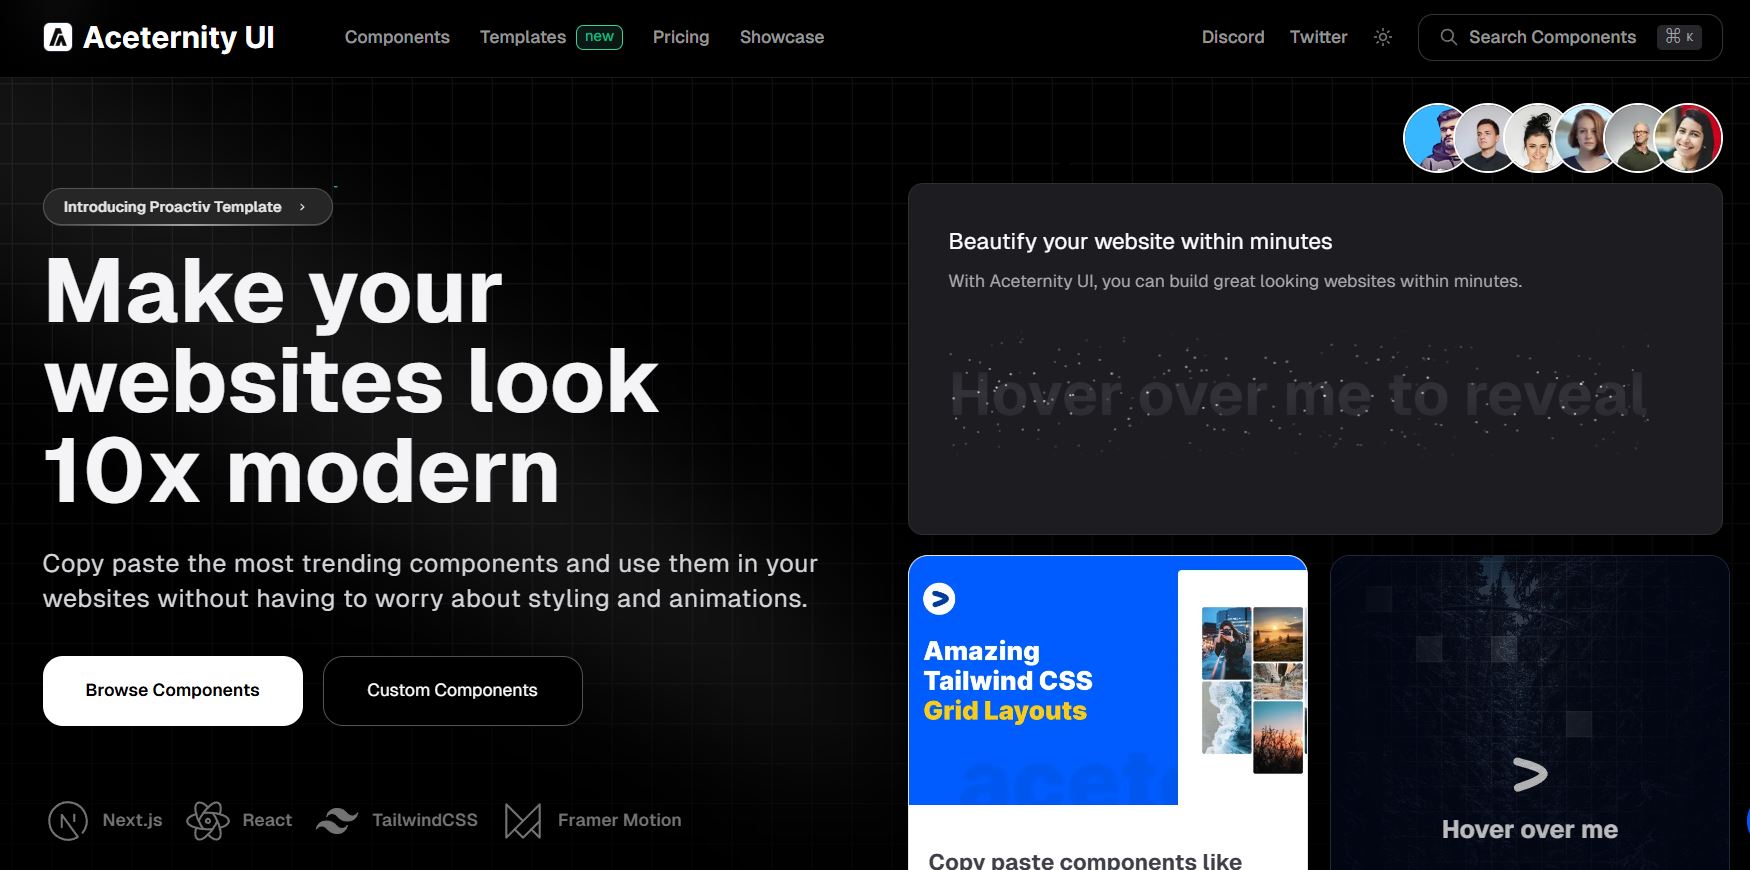 Aceternity UI
Components
Templates
new
Pricing
Showcase
Discord
Twitter
Search Components
⌘ K
Introducing Proactiv Template
Make your
websites look
10x modern
Copy paste the most trending components and use them in your
websites without having to worry about styling and animations.
Browse Components
Custom Components
Next.js
React
TailwindCSS
Framer Motion
Beautify your website within minutes
With Aceternity UI, you can build great looking websites within minutes.
Hover over me to reveal
Amazing
Tailwind CSS
Grid Layouts
acet
Copy paste components like
Hover over me